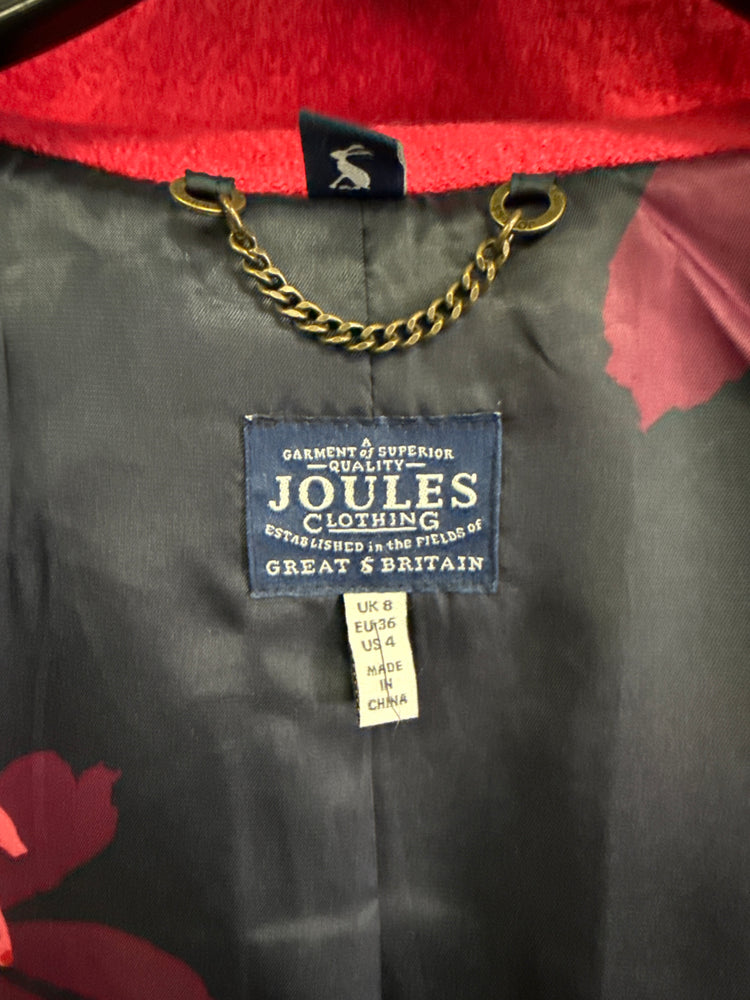 A
GARMENT of SUPERIOR
QUALITY
JOULES
CLOTHING
ESTABLISHED in the FIELDS of
GREAT & BRITAIN
UK 8
EU 36
US 4
MADE
IN
CHINA